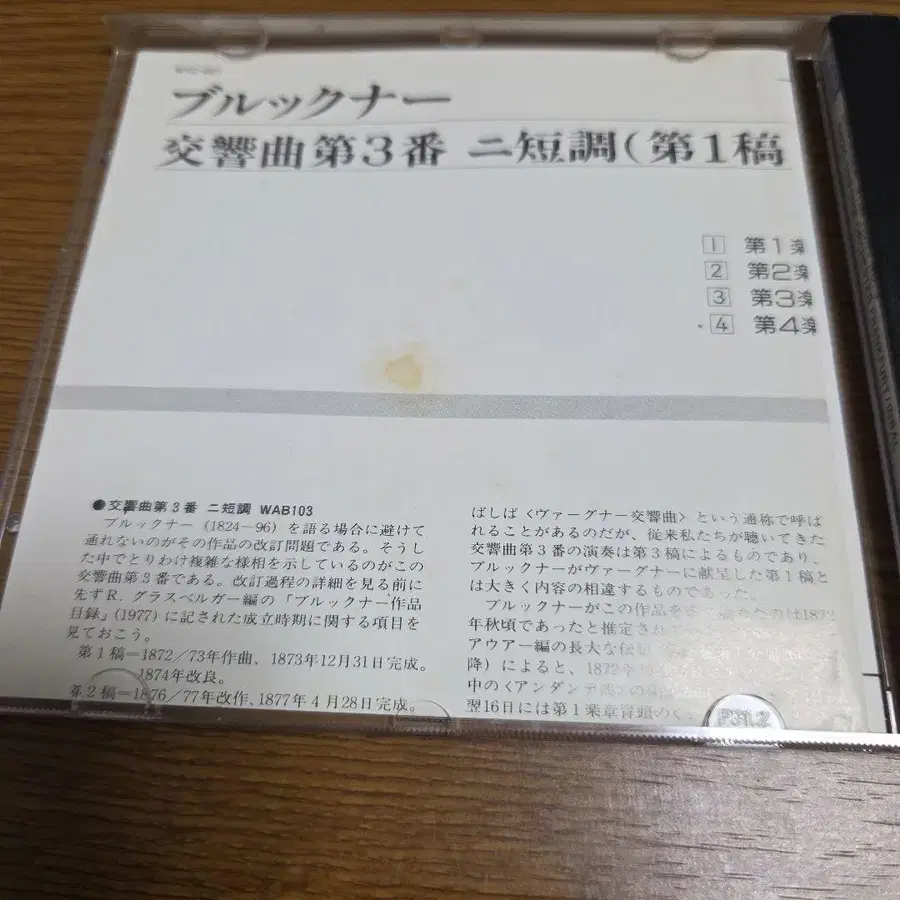 ブルックナー
交響曲第3番 ニ短調(第1稿
1 第1楽
2 第2楽
3 第3楽
4 第4楽
●交響曲第3番 ニ短調 WAB103
ブルックナー(1824―96)を語る場合に避けて
通れないのがその作品の改訂問題である。そうし
た中でとりわけ複雑な様相を示しているのがこの
交響曲第3番である。改訂過程の詳細を見る前に
先ずR.グラスベルガー編の「ブルックナー作品
目録」(1977)に記された成立時期に関する項目を
見ておこう。
第1稿=1872/73年作曲、1873年12月31日完成。
1874年改良。
第2稿=1876/77年改作、1877年4月28日完成。
ばしば〈ヴァーグナー交響曲〉という通称で呼ば
れることがあるのだが、従来私たちが聴いてきた
交響曲第3番の演奏は第3稿によるものであり、
ブルックナーがヴァーグナーに献呈した第1稿と
は大きく内容の相違するものであった。
ブルックナーがこの作品を
は1872
年秋頃であったと推定され
アウアー編の長大な伝
降)によると、1872
中の〈アンダンテ
翌16日には第1楽章冒頭の